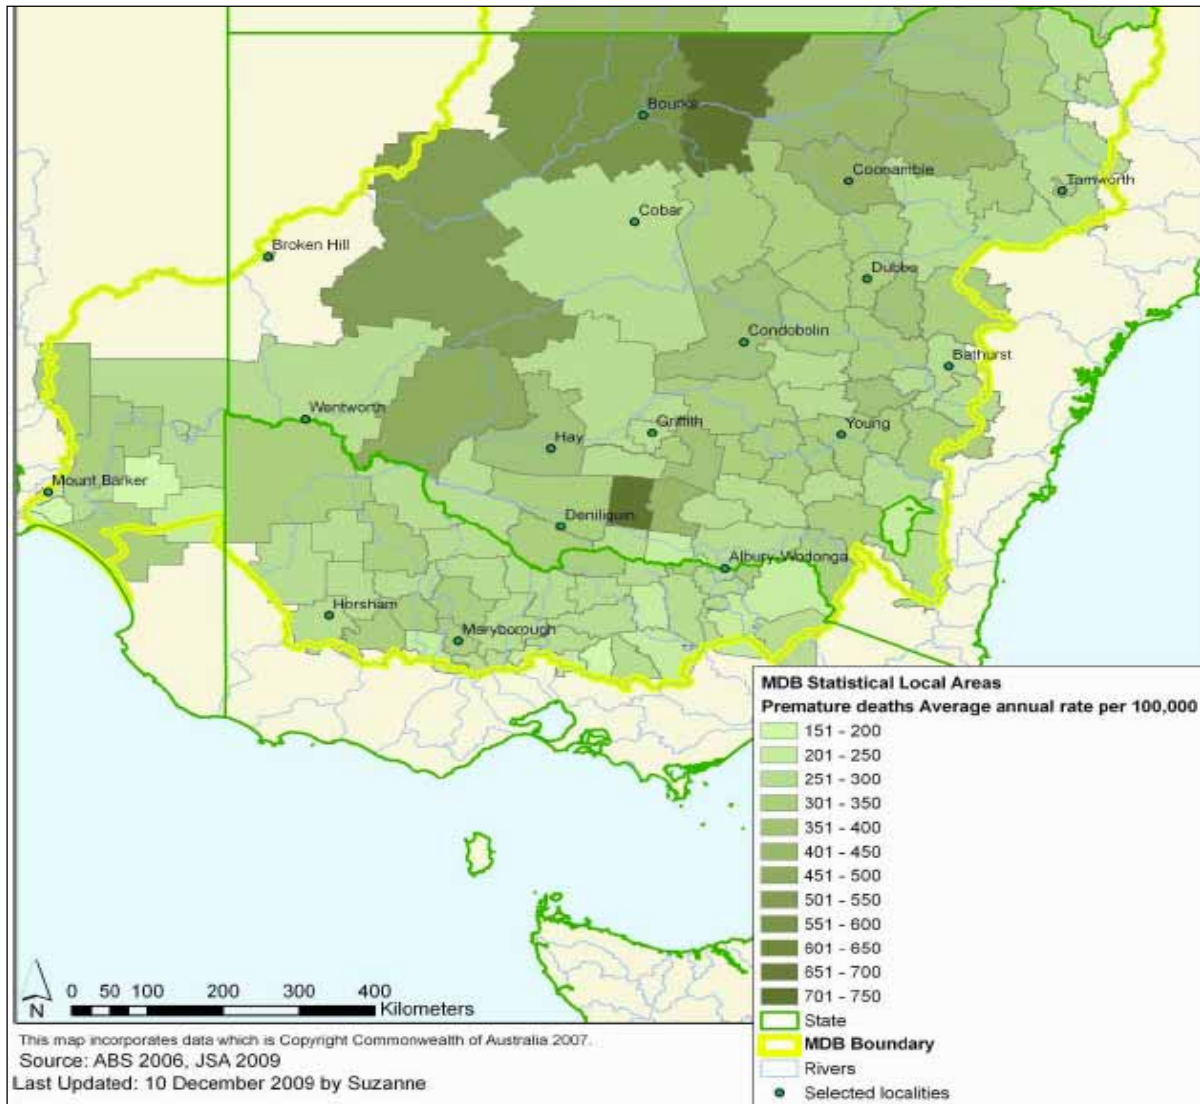 Bourke
Coonamble
Tamworth
Cobar
Broken Hill
Dubbo
Condobolin
Bathurst
Wentworth
Griffith
Young
Hay
Mount Barker
Deniliquin
Albury-Wodonga
Horsham
Maryborough
MDB Statistical Local Areas
Premature deaths Average annual rate per 100,000
151 - 200
201 - 250
251 - 300
301 - 350
351 - 400
401 - 450
451 - 500
501 - 550
551 - 600
601 - 650
651 - 700
701 - 750
State
MDB Boundary
Rivers
Selected localities
N
0 50 100 200 300 400
Kilometers
This map incorporates data which is Copyright Commonwealth of Australia 2007.
Source: ABS 2006, JSA 2009
Last Updated: 10 December 2009 by Suzanne